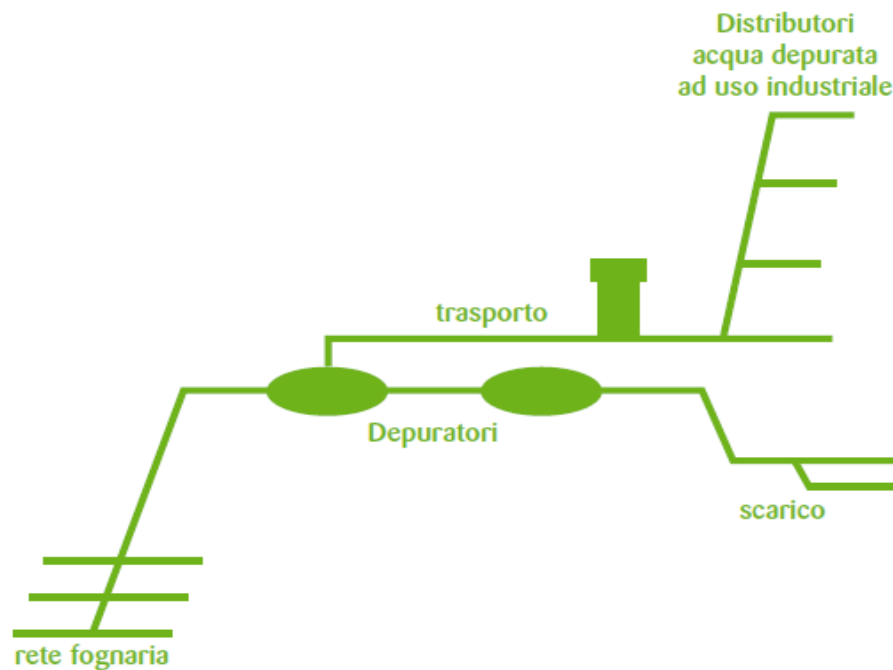 Distributori
acqua depurata
ad uso industriale
trasporto
Depuratori
scarico
rete fognaria